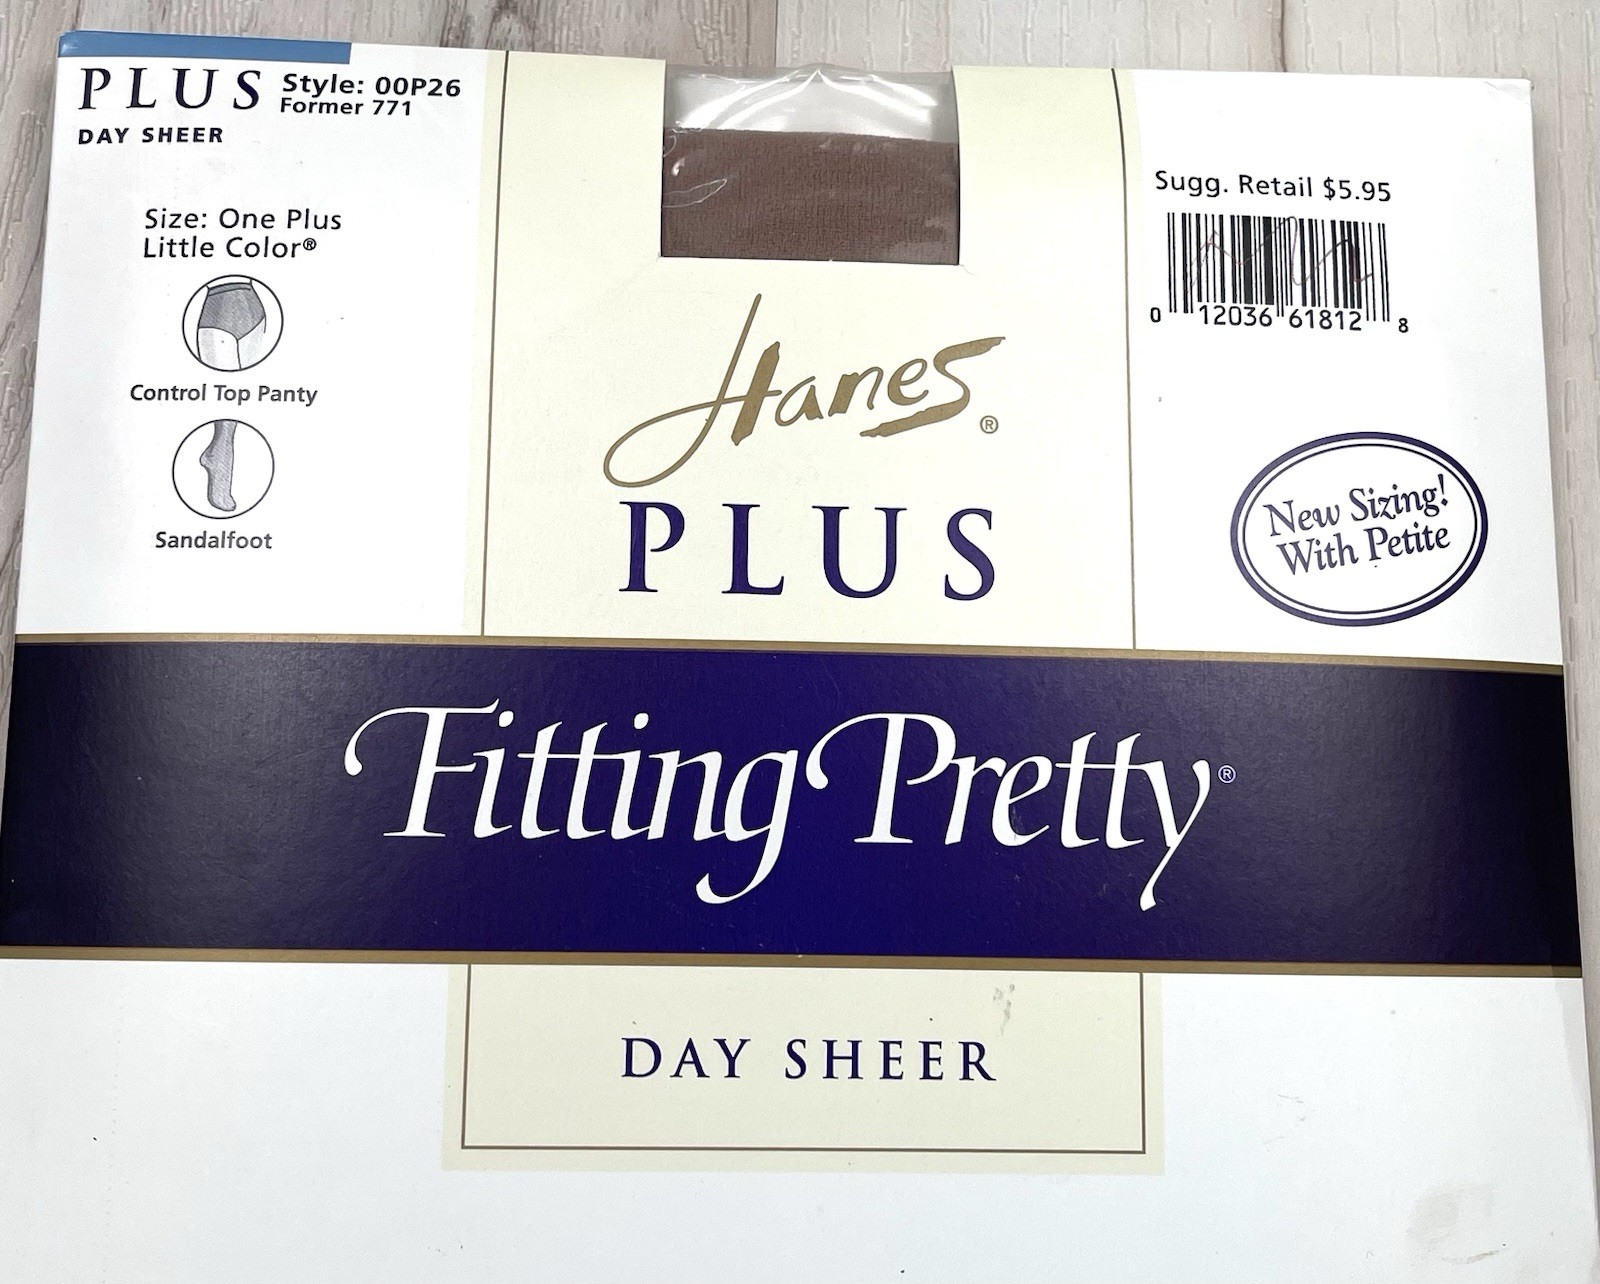 PLUS
Style: 00P26
Former 771
DAY SHEER
Size: One Plus
Little Color®
Control Top Panty
Sandalfoot
Hanes®
PLUS
Sugg. Retail $5.95
0 12036 61812 8
New Sizing!
With Petite
Fitting Pretty®
DAY SHEER